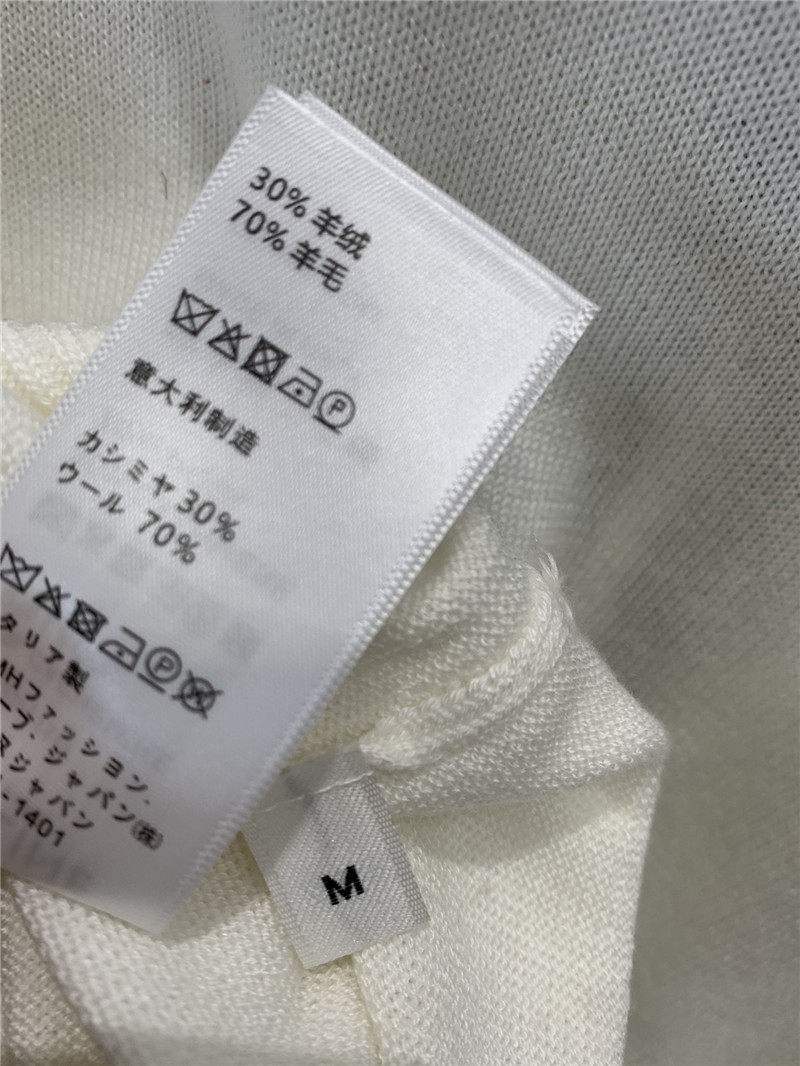 30% 羊绒
70% 羊毛
P
意大利制造
カシミヤ 30%
ウール 70%
P
タリア製
MHファッション.
ープ・ジャパン(株)
ヌジャパン
-1401
M